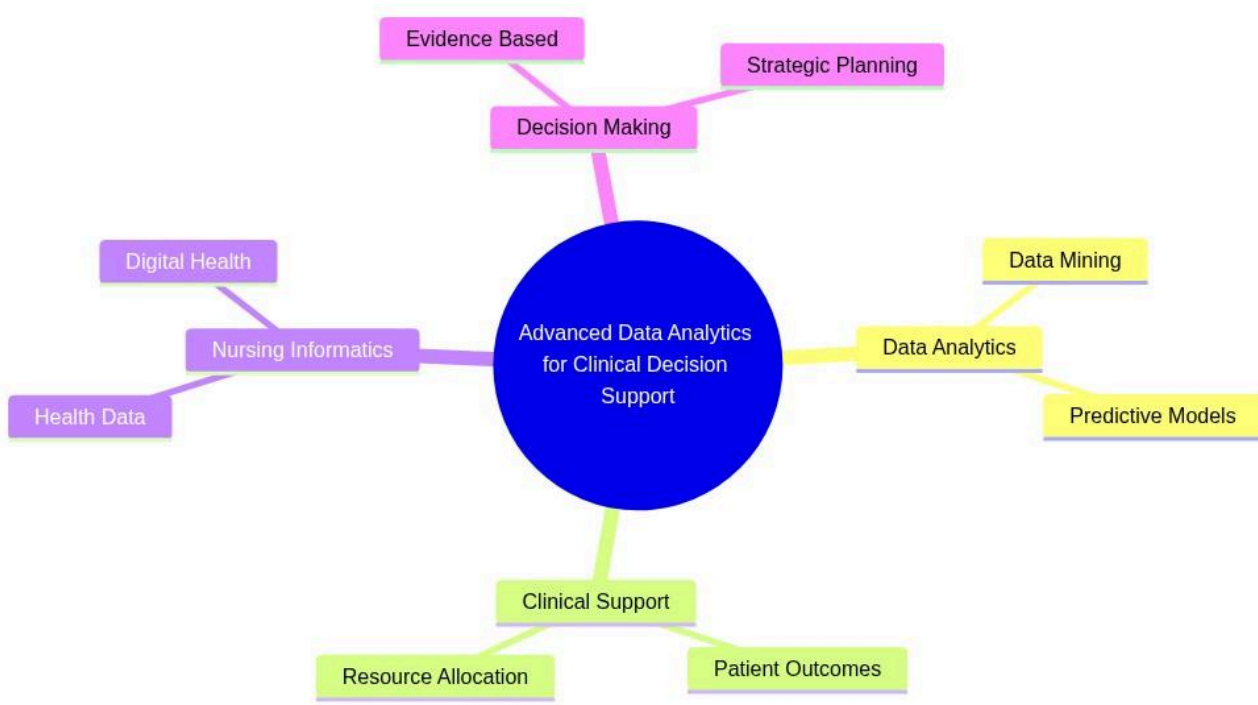 Evidence Based
Strategic Planning
Decision Making
Digital Health
Data Mining
Nursing Informatics
Advanced Data Analytics
for Clinical Decision
Support
Data Analytics
Health Data
Predictive Models
Clinical Support
Resource Allocation
Patient Outcomes